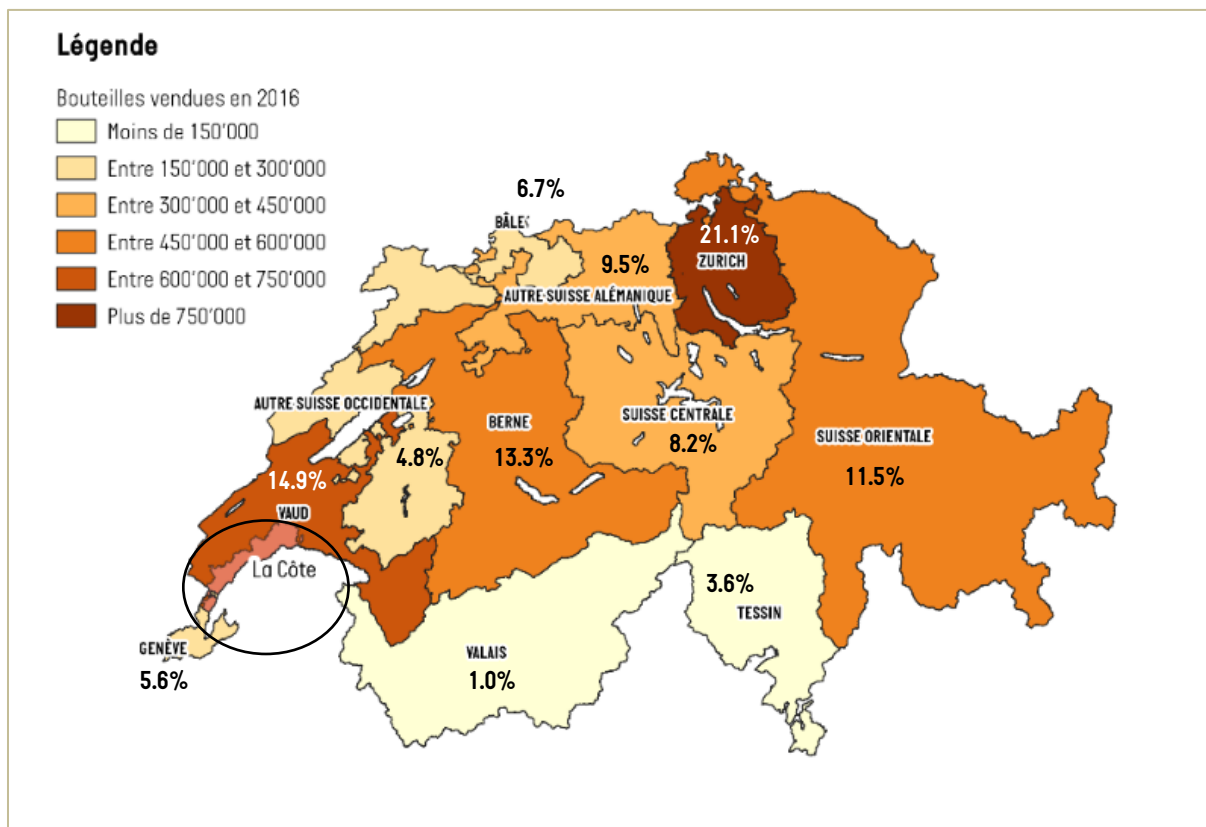 Légende
Bouteilles vendues en 2016
Moins de 150'000
Entre 150'000 et 300'000
Entre 300'000 et 450'000
Entre 450'000 et 600'000
Entre 600'000 et 750'000
Plus de 750'000
6.7%
BÂLE
21.1%
ZURICH
9.5%
AUTRE SUISSE ALÉMANIQUE
AUTRE SUISSE OCCIDENTALE
4.8%
BERNE
13.3%
SUISSE CENTRALE
8.2%
SUISSE ORIENTALE
11.5%
14.9%
VAUD
La Côte
3.6%
TESSIN
GENÈVE
5.6%
VALAIS
1.0%